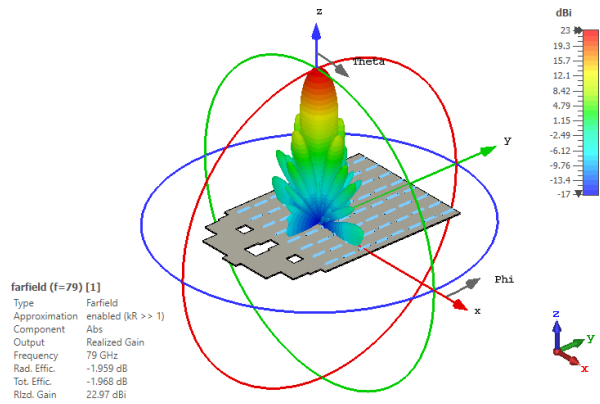 dBi
z
Theta
23
19.3
15.7
12.1
8.42
4.79
1.15
-2.49
-6.12
-9.76
-13.4
-17
y
farfield (f=79) [1]
Phi
Type Farfield
x
Approximation enabled (kR >> 1)
Component Abs
Output Realized Gain
Frequency 79 GHz
Rad. Effic. -1.959 dB
Tot. Effic. -1.968 dB
Rlzd. Gain 22.97 dBi
z
y
x